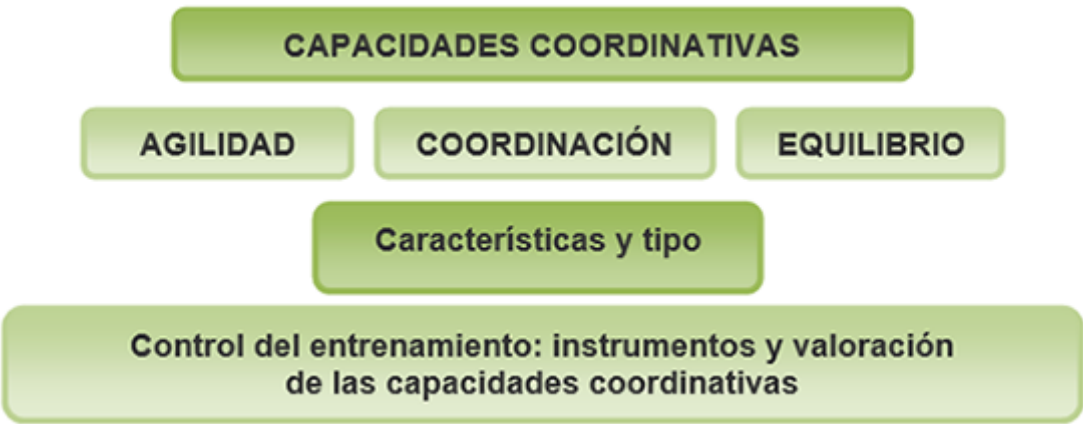 CAPACIDADES COORDINATIVAS
AGILIDAD
COORDINACIÓN
EQUILIBRIO
Características y tipo
Control del entrenamiento: instrumentos y valoración
de las capacidades coordinativas